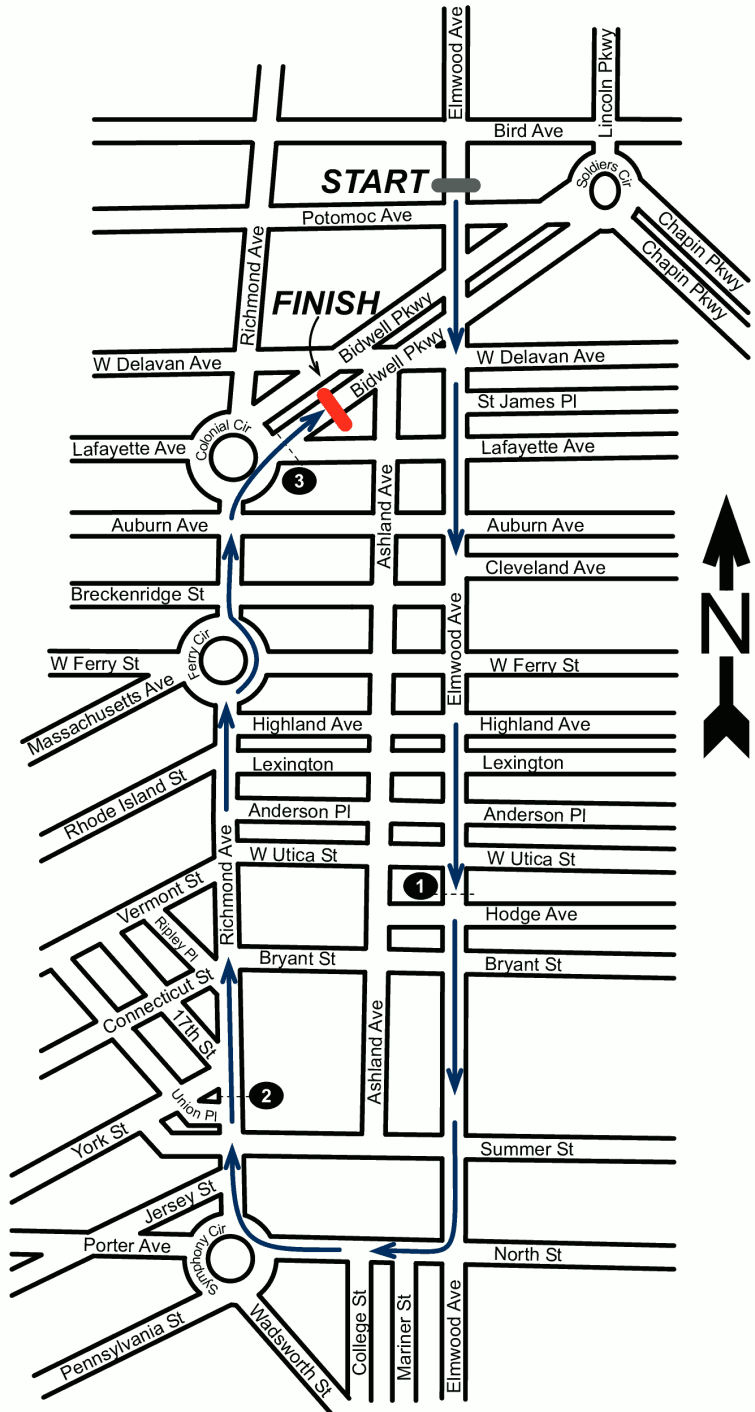 Elmwood Ave
Lincoln Pkwy
Bird Ave
Soldiers Cir
START
Potomoc Ave
Chapin Pkwy
Chapin Pkwy
Richmond Ave
FINISH
Bidwell Pkwy
Bidwell Pkwy
W Delavan Ave
W Delavan Ave
St James Pl
Colonial Cir
Lafayette Ave
Lafayette Ave
3
Ashland Ave
Auburn Ave
Auburn Ave
Cleveland Ave
Breckenridge St
N
Elmwood Ave
Ferry Cir
W Ferry St
W Ferry St
Massachusetts Ave
Highland Ave
Highland Ave
Lexington
Lexington
Rhode Island St
Anderson Pl
Anderson Pl
Richmond Ave
W Utica St
W Utica St
1
Vermont St
Hodge Ave
Ripley Pl
Bryant St
Bryant St
Connecticut St
17th St
Ashland Ave
2
Union Pl
York St
Summer St
Jersey St
Porter Ave
Symphony Cir
North St
Pennsylvania St
Wadsworth St
College St
Mariner St
Elmwood Ave